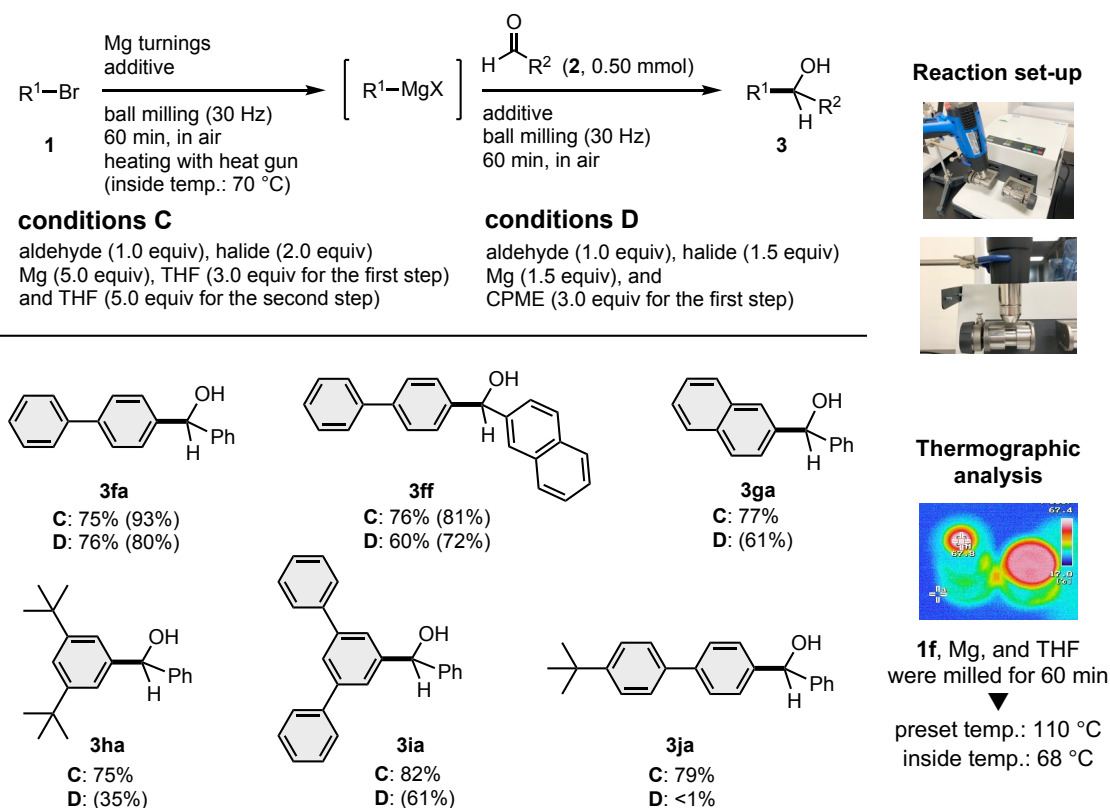 Mg turnings
additive
R¹–Br
1
ball milling (30 Hz)
60 min, in air
heating with heat gun
(inside temp.: 70 °C)
R¹–MgX
O
H
R² (2, 0.50 mmol)
additive
ball milling (30 Hz)
60 min, in air
OH
R¹
R²
H
3
Reaction set-up
conditions C
aldehyde (1.0 equiv), halide (2.0 equiv)
Mg (5.0 equiv), THF (3.0 equiv for the first step)
and THF (5.0 equiv for the second step)
conditions D
aldehyde (1.0 equiv), halide (1.5 equiv)
Mg (1.5 equiv), and
CPME (3.0 equiv for the first step)
OH
Ph
H
3fa
C: 75% (93%)
D: 76% (80%)
OH
H
3ff
C: 76% (81%)
D: 60% (72%)
OH
Ph
H
3ga
C: 77%
D: (61%)
OH
Ph
H
3ha
C: 75%
D: (35%)
OH
Ph
H
3ia
C: 82%
D: (61%)
OH
Ph
H
3ja
C: 79%
D: <1%
Thermographic
analysis
67.4
67.8
17.0
1f, Mg, and THF
were milled for 60 min
▼
preset temp.: 110 °C
inside temp.: 68 °C